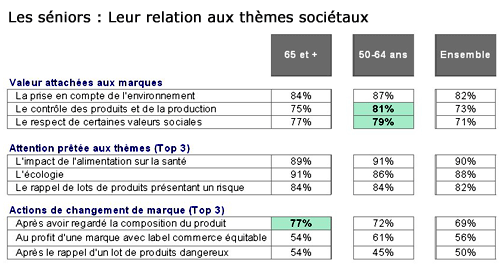 Les séniors : Leur relation aux thèmes sociétaux
65 et + 50-64 ans Ensemble
Valeur attachées aux marques
La prise en compte de l'environnement 84% 87% 82%
Le contrôle des produits et de la production 75% 81% 73%
Le respect de certaines valeurs sociales 77% 79% 71%
Attention prêtée aux thèmes (Top 3)
L'impact de l'alimentation sur la santé 89% 91% 90%
L'écologie 91% 86% 88%
Le rappel de lots de produits présentant un risque 84% 84% 82%
Actions de changement de marque (Top 3)
Après avoir regardé la composition du produit 77% 72% 69%
Au profit d'une marque avec label commerce équitable 54% 61% 56%
Après le rappel d'un lot de produits dangereux 54% 45% 50%